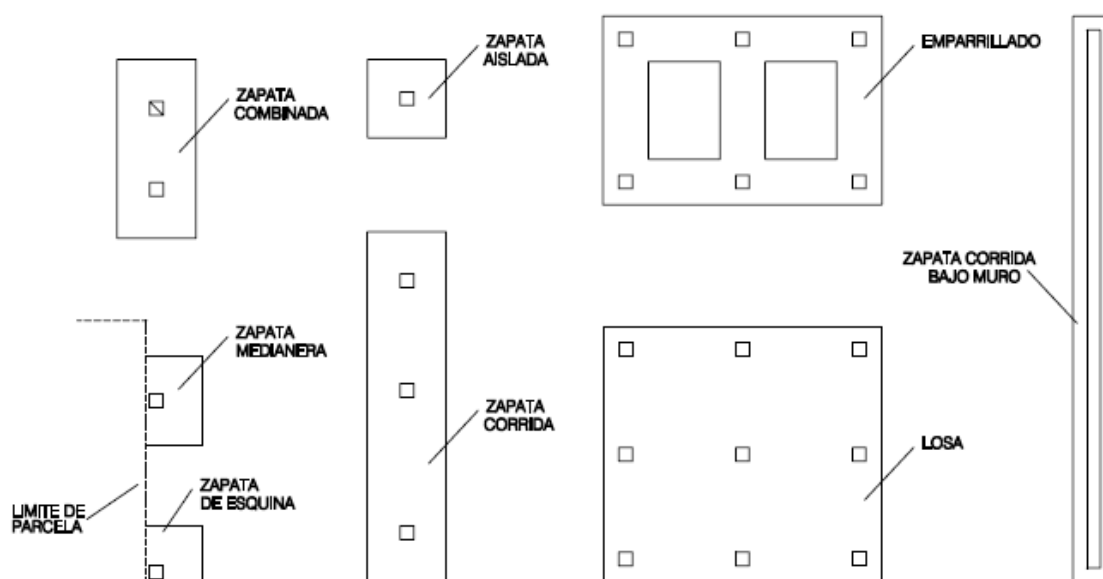 ZAPATA
AISLADA
EMPARRILLADO
ZAPATA
COMBINADA
ZAPATA CORRIDA
BAJO MURO
ZAPATA
MEDIANERA
ZAPATA
CORRIDA
LOSA
ZAPATA
DE ESQUINA
LIMITE DE
PARCELA